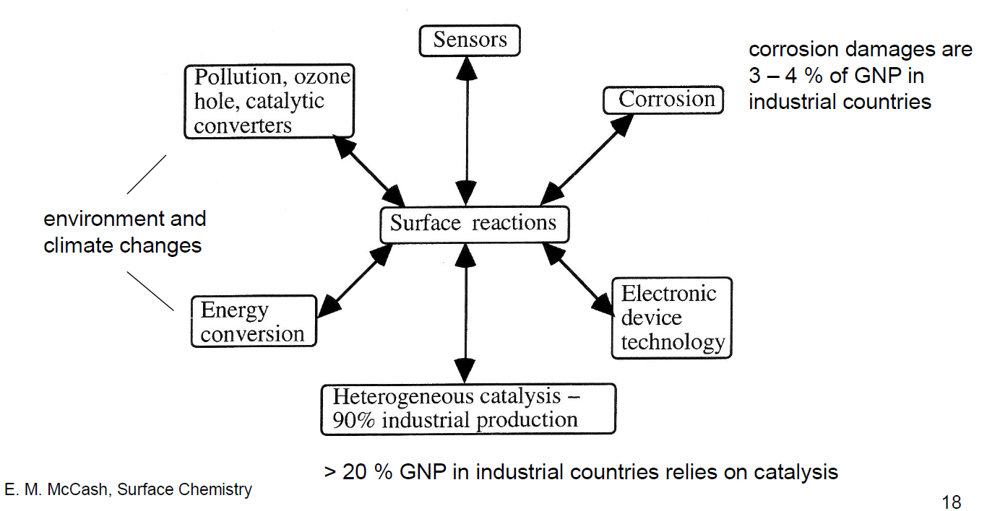 Sensors
corrosion damages are
3 – 4 % of GNP in
industrial countries
Pollution, ozone
hole, catalytic
converters
Corrosion
environment and
climate changes
Surface reactions
Energy
conversion
Electronic
device
technology
Heterogeneous catalysis –
90% industrial production
> 20 % GNP in industrial countries relies on catalysis
E. M. McCash, Surface Chemistry
18